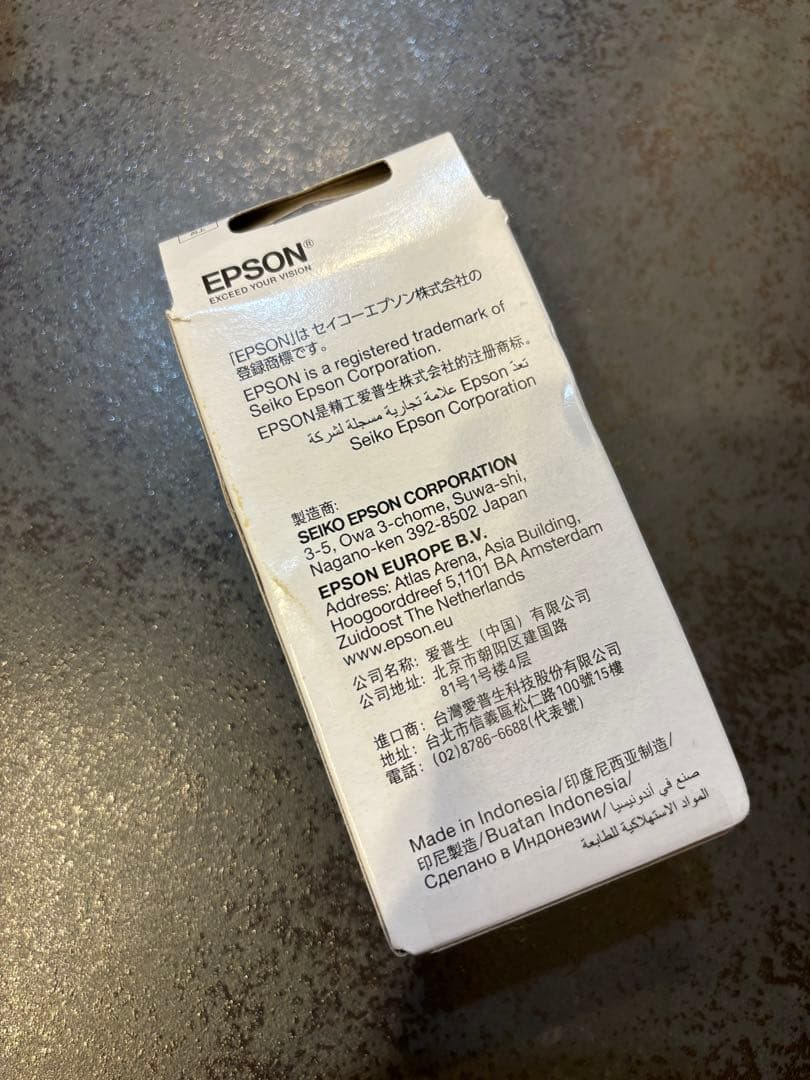 EPSON®
EXCEED YOUR VISION
「EPSON」は セイコーエプソン株式会社の
登録商標です。
EPSON is a registered trademark of
Seiko Epson Corporation.
EPSON是精工爱普生株式会社的注册商标。
تعدّ Epson علامة تجارية مسجلة لشركة
Seiko Epson Corporation
製造商:
SEIKO EPSON CORPORATION
3-5, Owa 3-chome, Suwa-shi,
Nagano-ken 392-8502 Japan
EPSON EUROPE B.V.
Address: Atlas Arena, Asia Building,
Hoogoorddreef 5,1101 BA Amsterdam
Zuidoost The Netherlands
www.epson.eu
公司名称: 爱普生（中国）有限公司
公司地址: 北京市朝阳区建国路
81号1号楼4层
進口商: 台灣愛普生科技股份有限公司
地址: 台北市信義區松仁路100號15樓
電話: (02)8786-6688(代表號)
Made in Indonesia/印度尼西亚制造/
印尼製造/Buatan Indonesia/
Сделано в Индонезии/ صنع في أندونيسيا
المواد الاستهلاكية للطابعة